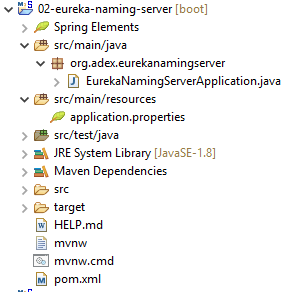 02-eureka-naming-server [boot]
Spring Elements
src/main/java
org.adex.eurekanamingserver
EurekaNamingServerApplication.java
src/main/resources
application.properties
src/test/java
JRE System Library [JavaSE-1.8]
Maven Dependencies
src
target
HELP.md
mvnw
mvnw.cmd
pom.xml